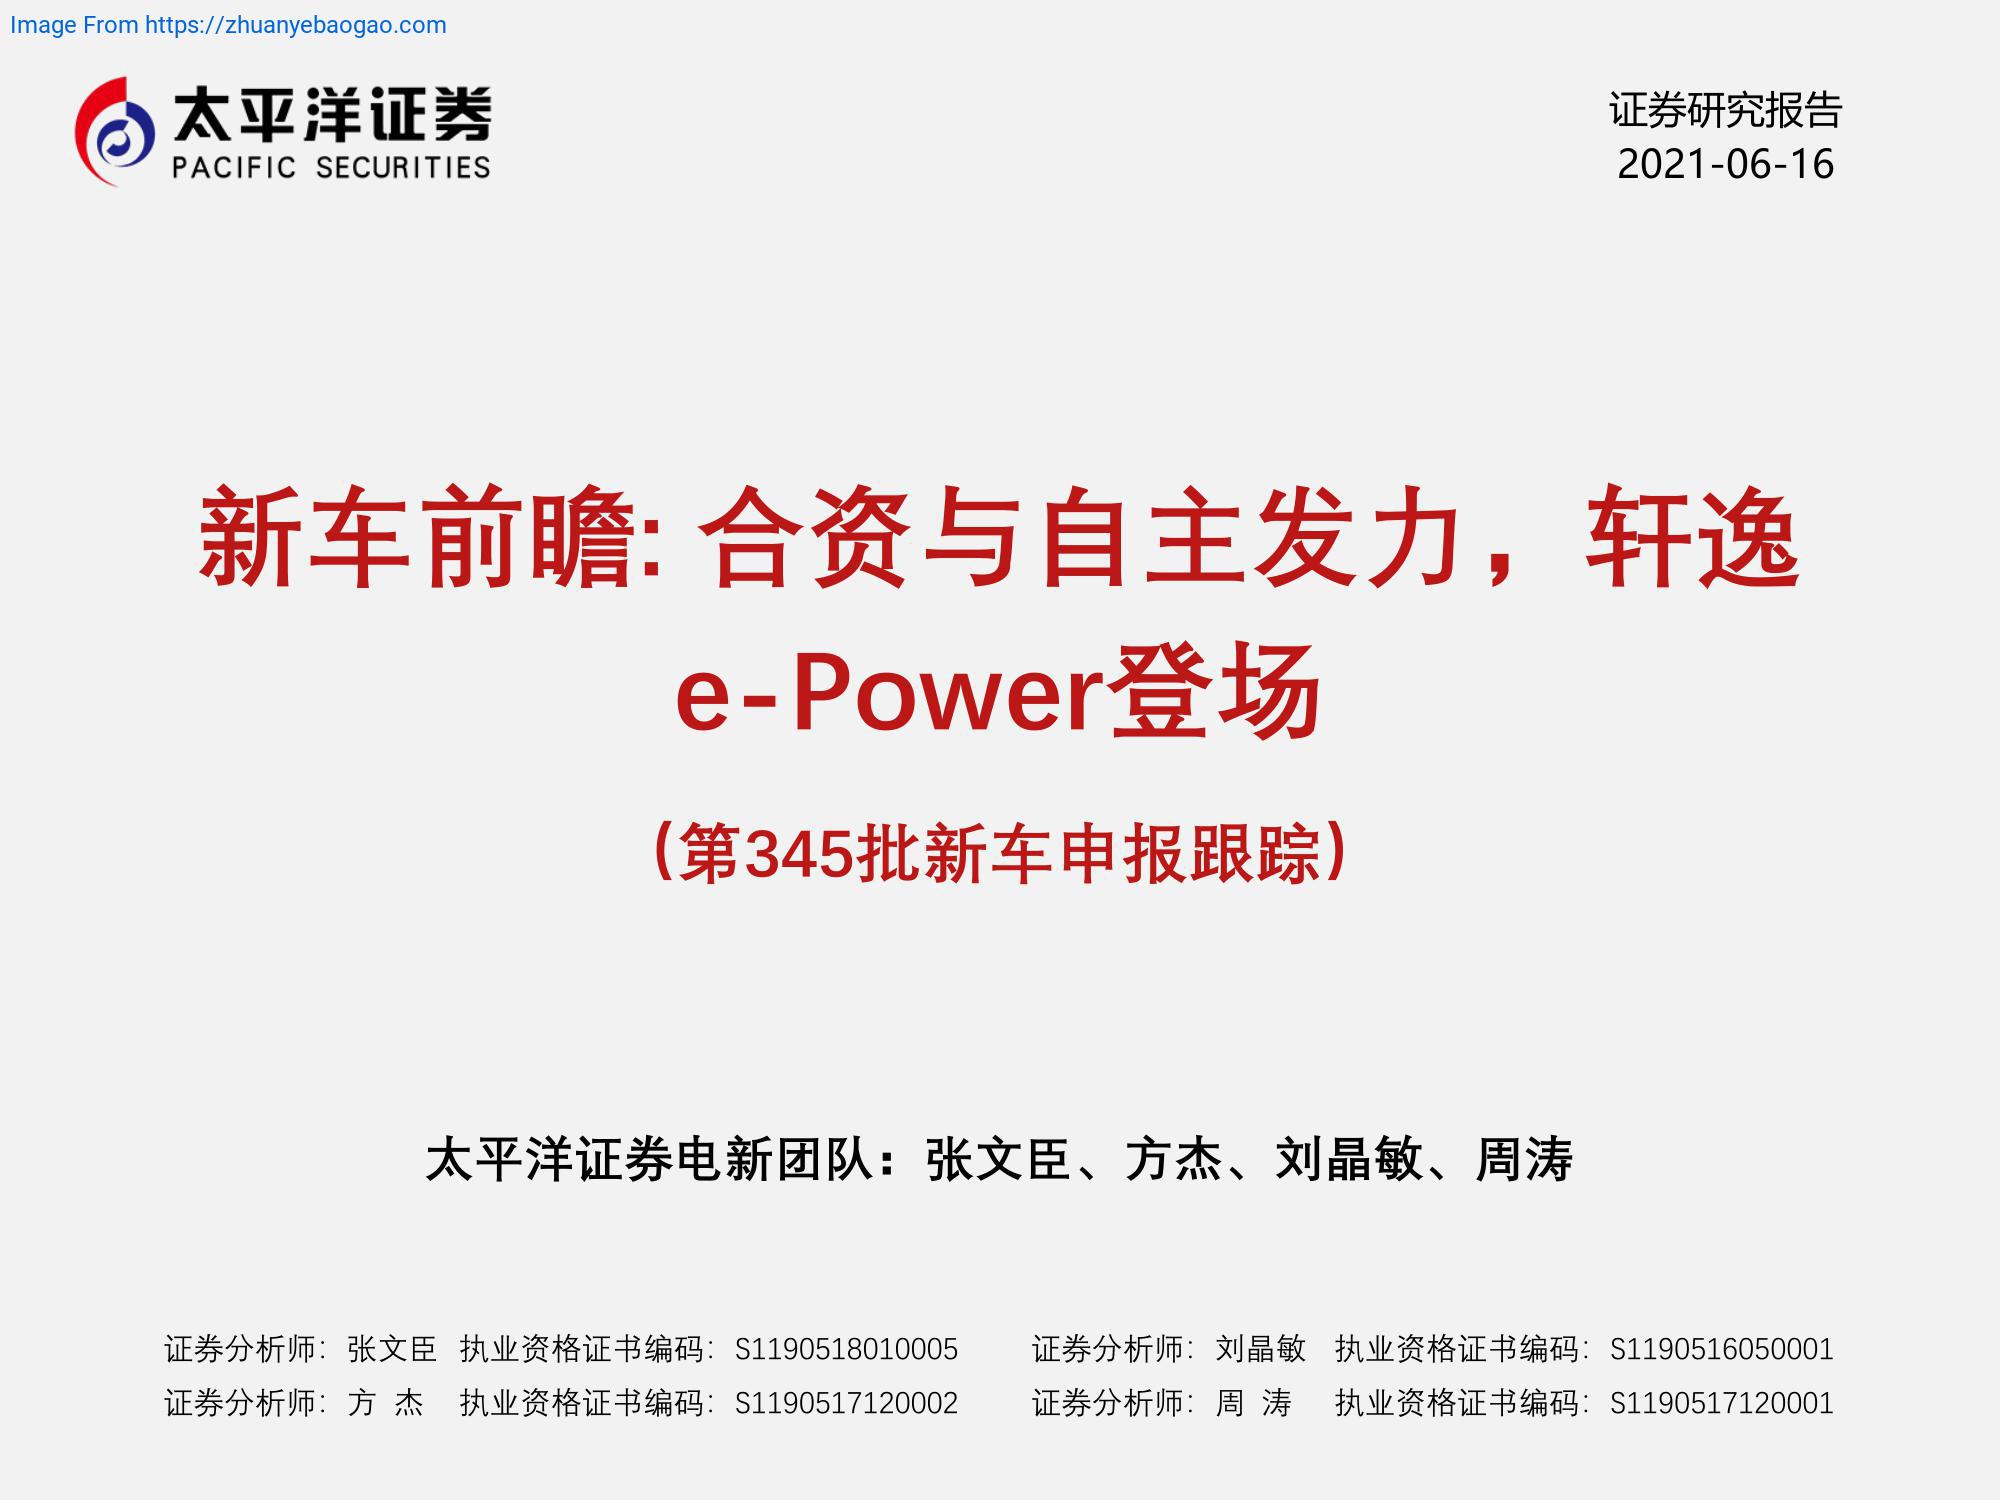 Image From https://zhuanyebaogao.com
太平洋证券
PACIFIC SECURITIES
证券研究报告
2021-06-16
新车前瞻: 合资与自主发力，轩逸
e-Power登场
(第345批新车申报跟踪)
太平洋证券电新团队：张文臣、方杰、刘晶敏、周涛
证券分析师：张文臣 执业资格证书编码：S1190518010005 证券分析师：刘晶敏 执业资格证书编码：S1190516050001
证券分析师：方 杰 执业资格证书编码：S1190517120002 证券分析师：周 涛 执业资格证书编码：S1190517120001